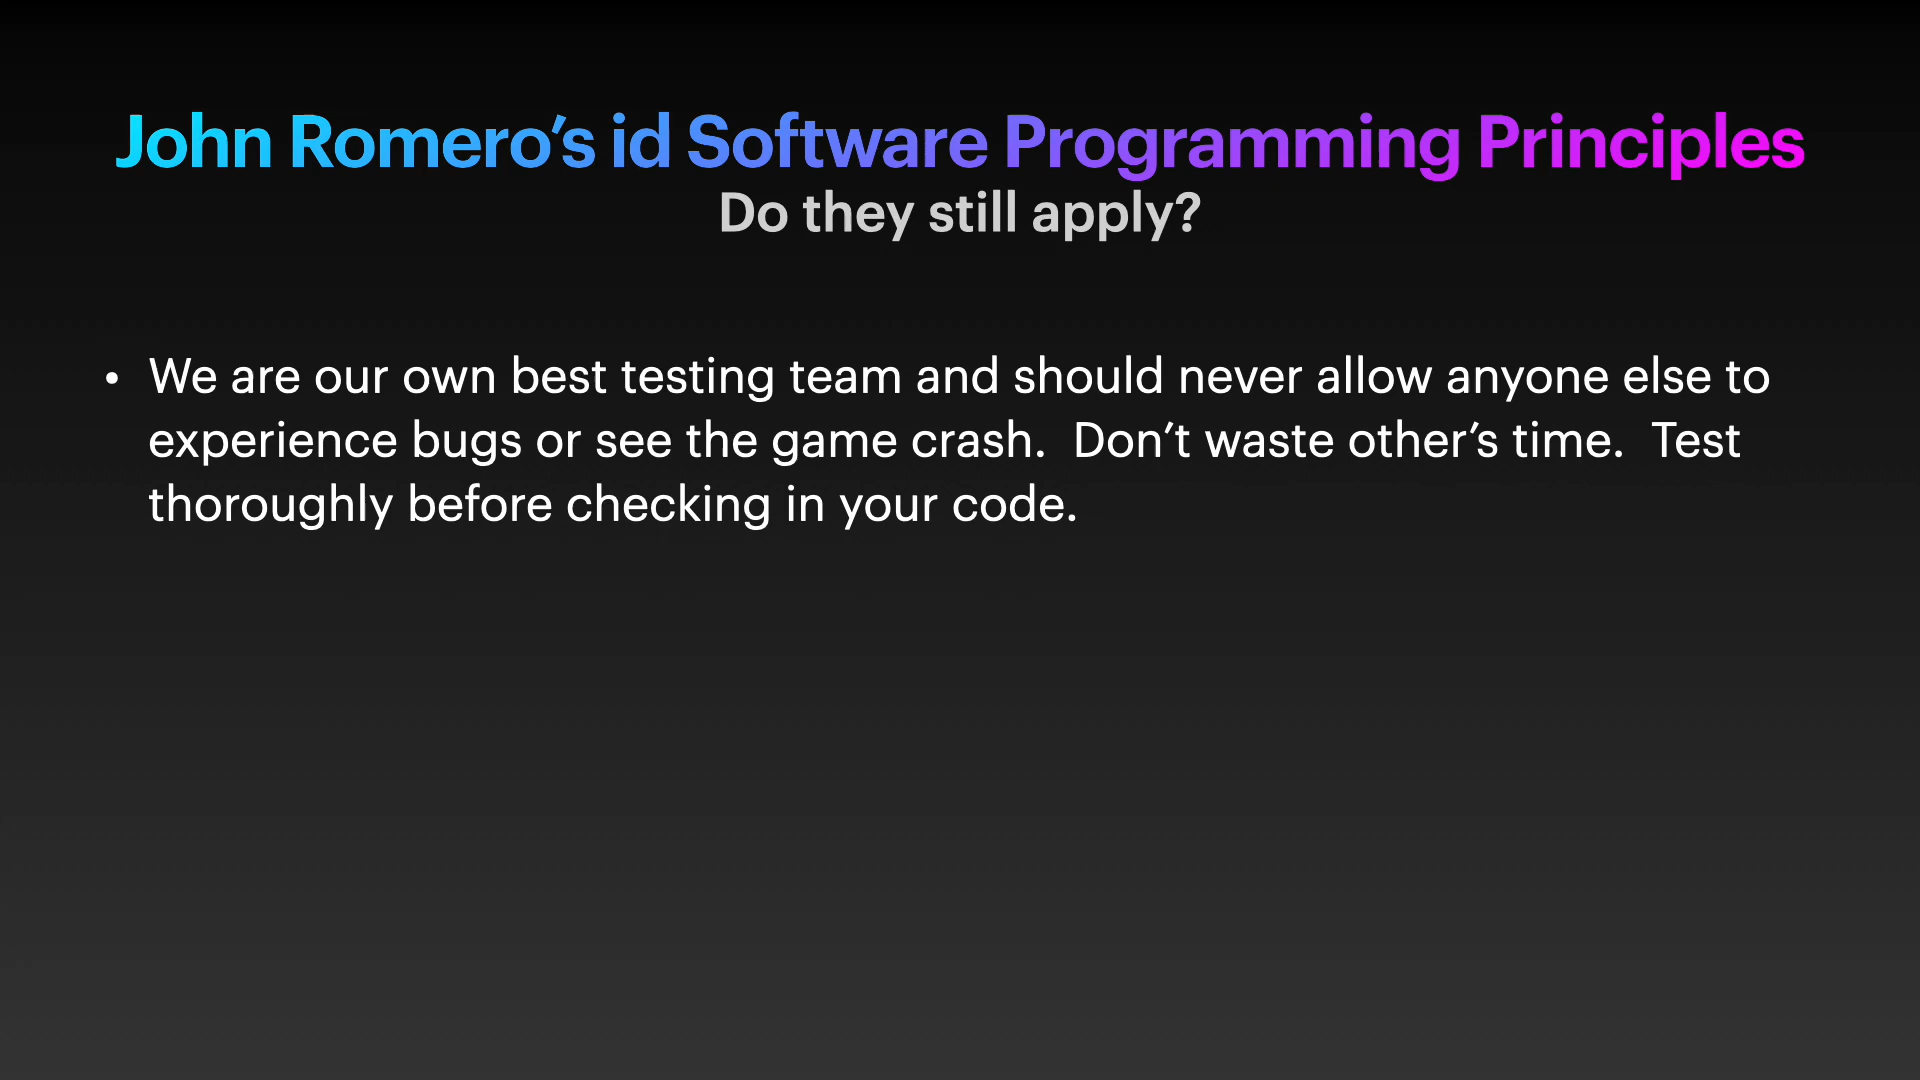 John Romero’s id Software Programming Principles
Do they still apply?
• We are our own best testing team and should never allow anyone else to
experience bugs or see the game crash.  Don’t waste other’s time.  Test
thoroughly before checking in your code.